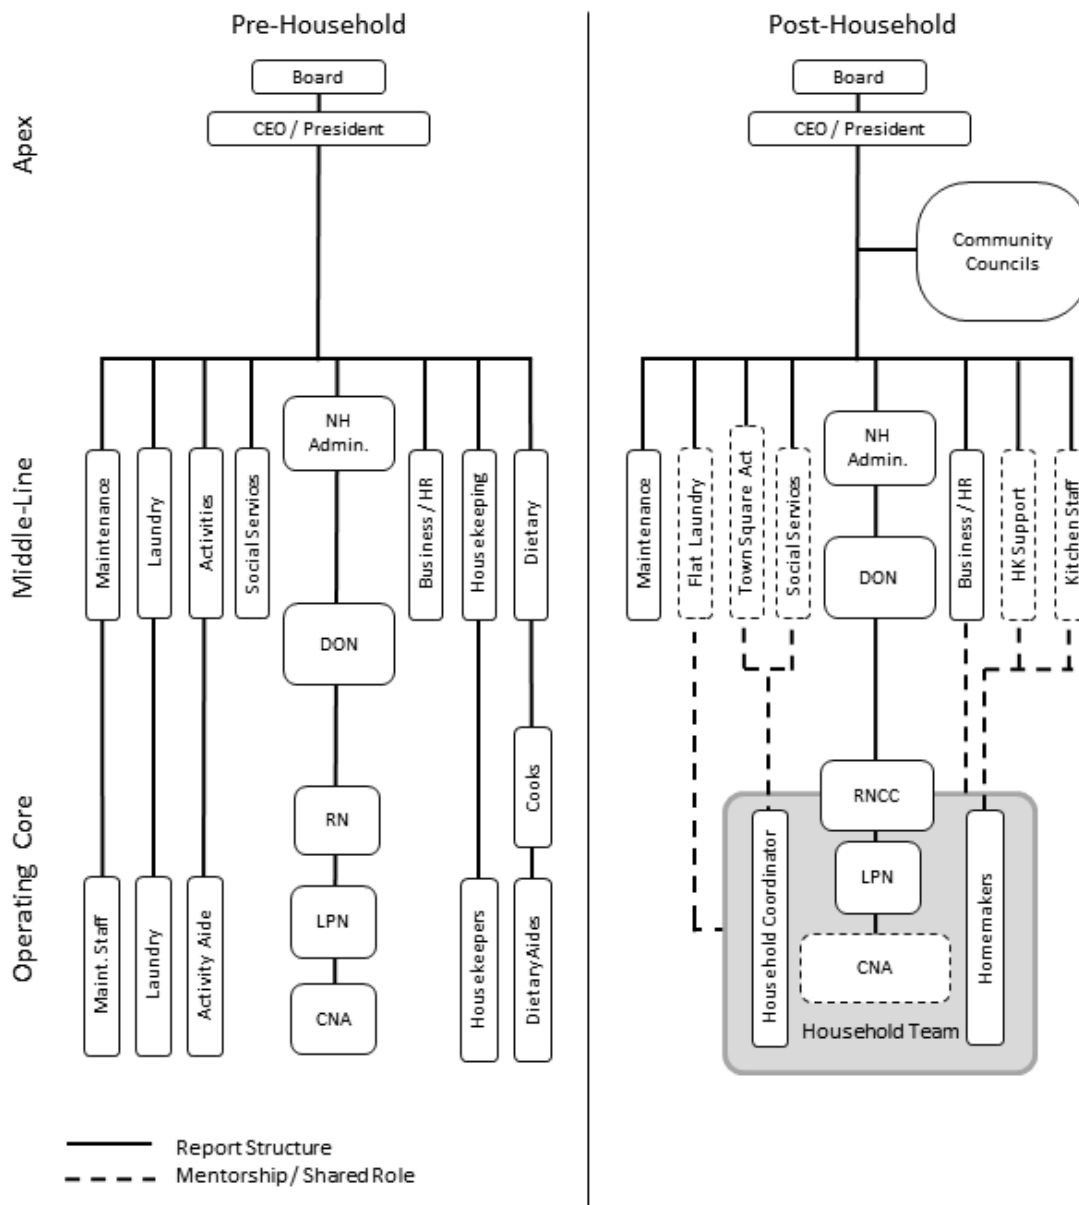 Pre-Household
Board
CEO / President
Apex
NH
Admin.
Middle-Line
Maintenance
Laundry
Activities
Social Services
Business / HR
Housekeeping
Dietary
DON
Cooks
RN
Operating Core
LPN
Maint. Staff
Laundry
Activity Aide
Housekeepers
Dietary Aides
CNA
Report Structure
Mentorship / Shared Role
Post-Household
Board
CEO / President
Community
Councils
NH
Admin.
Maintenance
Flat Laundry
Town Square Act
Social Services
Business / HR
HK Support
Kitchen Staff
DON
RNCC
LPN
Household Coordinator
CNA
Homemakers
Household Team